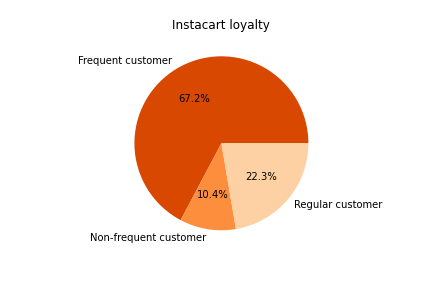 Instacart loyalty
Frequent customer
67.2%
22.3%
10.4%
Regular customer
Non-frequent customer